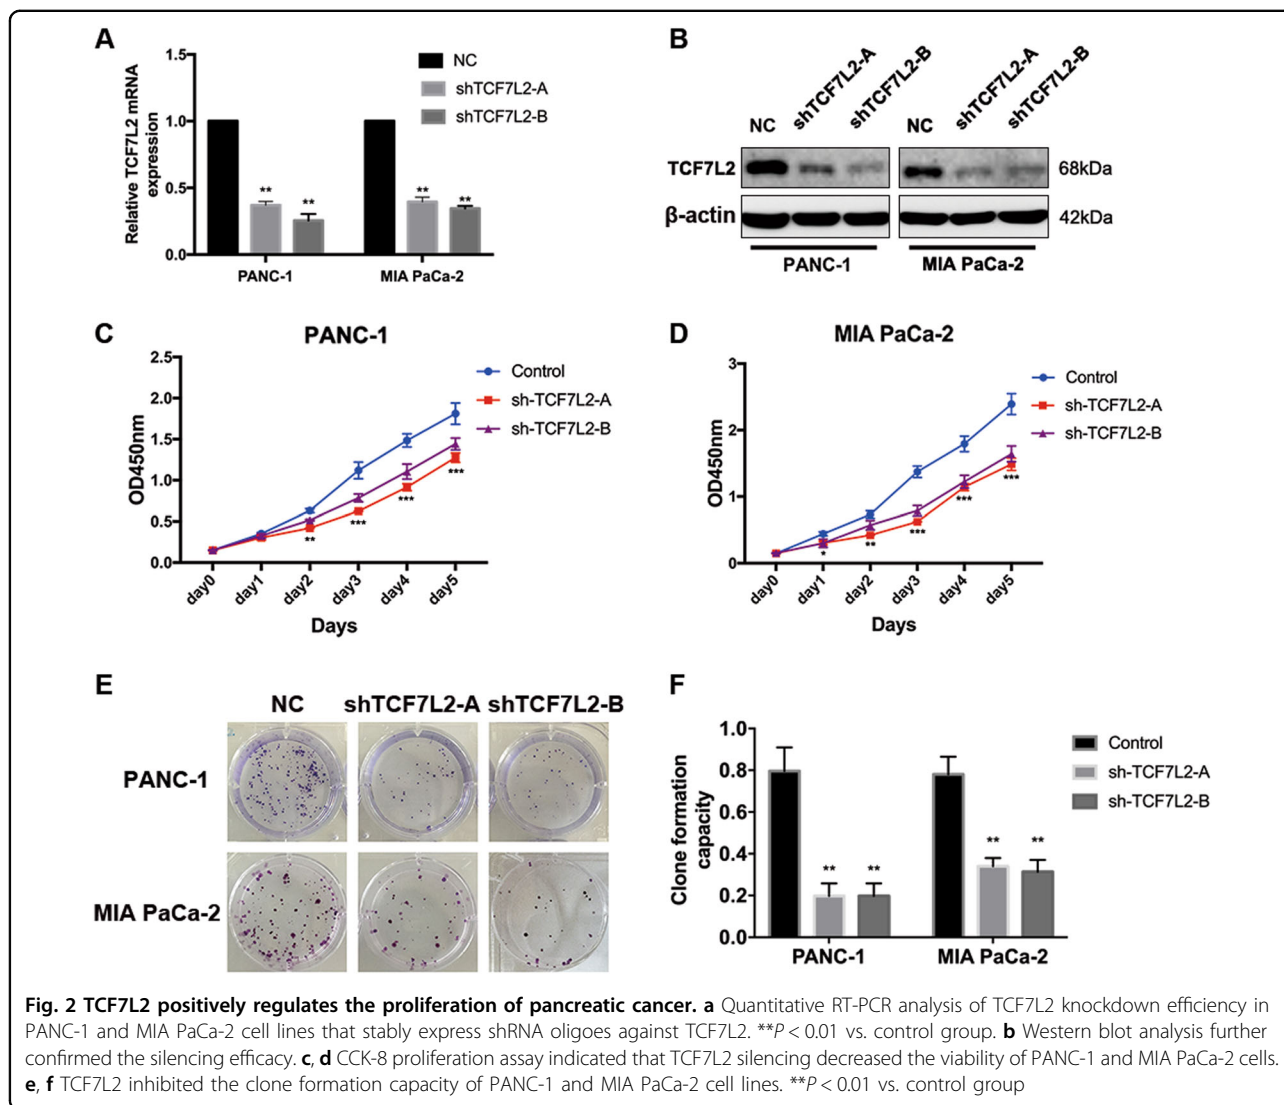 A
Relative TCF7L2 mRNA
expression
1.5
1.0
0.5
0.0
NC
shTCF7L2-A
shTCF7L2-B
**
**
**
**
PANC-1
MIA PaCa-2
B
NC
shTCF7L2-A
shTCF7L2-B
NC
shTCF7L2-A
shTCF7L2-B
TCF7L2
68kDa
β-actin
42kDa
PANC-1
MIA PaCa-2
C
PANC-1
OD450nm
2.5
2.0
1.5
1.0
0.5
0.0
Control
sh-TCF7L2-A
sh-TCF7L2-B
**
***
***
***
day0
day1
day2
day3
day4
day5
Days
D
MIA PaCa-2
OD450nm
3
2
1
0
Control
sh-TCF7L2-A
sh-TCF7L2-B
*
**
***
***
***
day0
day1
day2
day3
day4
day5
Days
E
NC
shTCF7L2-A
shTCF7L2-B
PANC-1
MIA PaCa-2
F
Clone formation
capacity
1.0
0.8
0.6
0.4
0.2
0.0
Control
sh-TCF7L2-A
sh-TCF7L2-B
**
**
**
**
PANC-1
MIA PaCa-2
Fig. 2 TCF7L2 positively regulates the proliferation of pancreatic cancer. a Quantitative RT-PCR analysis of TCF7L2 knockdown efficiency in
PANC-1 and MIA PaCa-2 cell lines that stably express shRNA oligoes against TCF7L2. **P < 0.01 vs. control group. b Western blot analysis further
confirmed the silencing efficacy. c, d CCK-8 proliferation assay indicated that TCF7L2 silencing decreased the viability of PANC-1 and MIA PaCa-2 cells.
e, f TCF7L2 inhibited the clone formation capacity of PANC-1 and MIA PaCa-2 cell lines. **P < 0.01 vs. control group